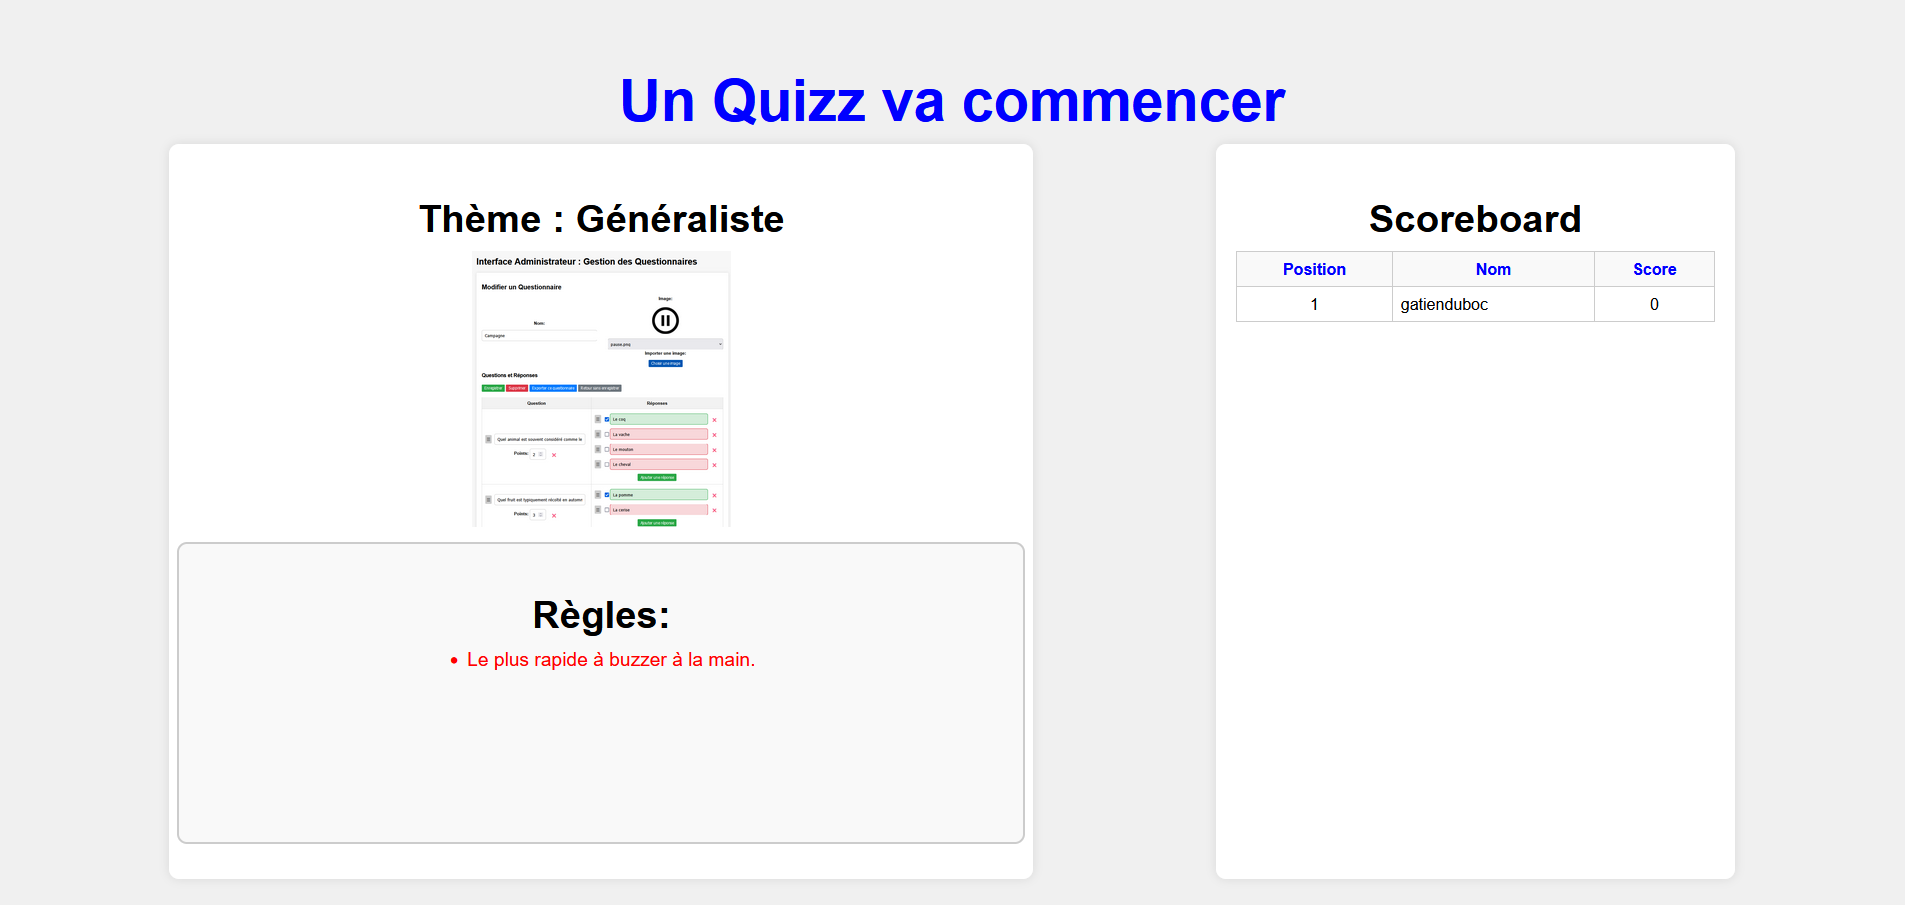 Un Quizz va commencer
Thème : Généraliste
Interface Administrateur : Gestion des Questionnaires
Modifier un Questionnaire
Image:
Nom:
Campagne
pause.png
Importer une image:
Choisir une image
Questions et Réponses
Enregistrer Supprimer Exporter ce questionnaire Retour sans enregistrer
Question Réponses
Le coq
La vache
Quel animal est souvent considéré comme le
Le mouton
Points: 2
Le cheval
Ajouter une réponse
La pomme
Quel fruit est typiquement récolté en automn
La cerise
Points: 3
Ajouter une réponse
Règles:
• Le plus rapide à buzzer à la main.
Scoreboard
Position Nom Score
1 gatienduboc 0